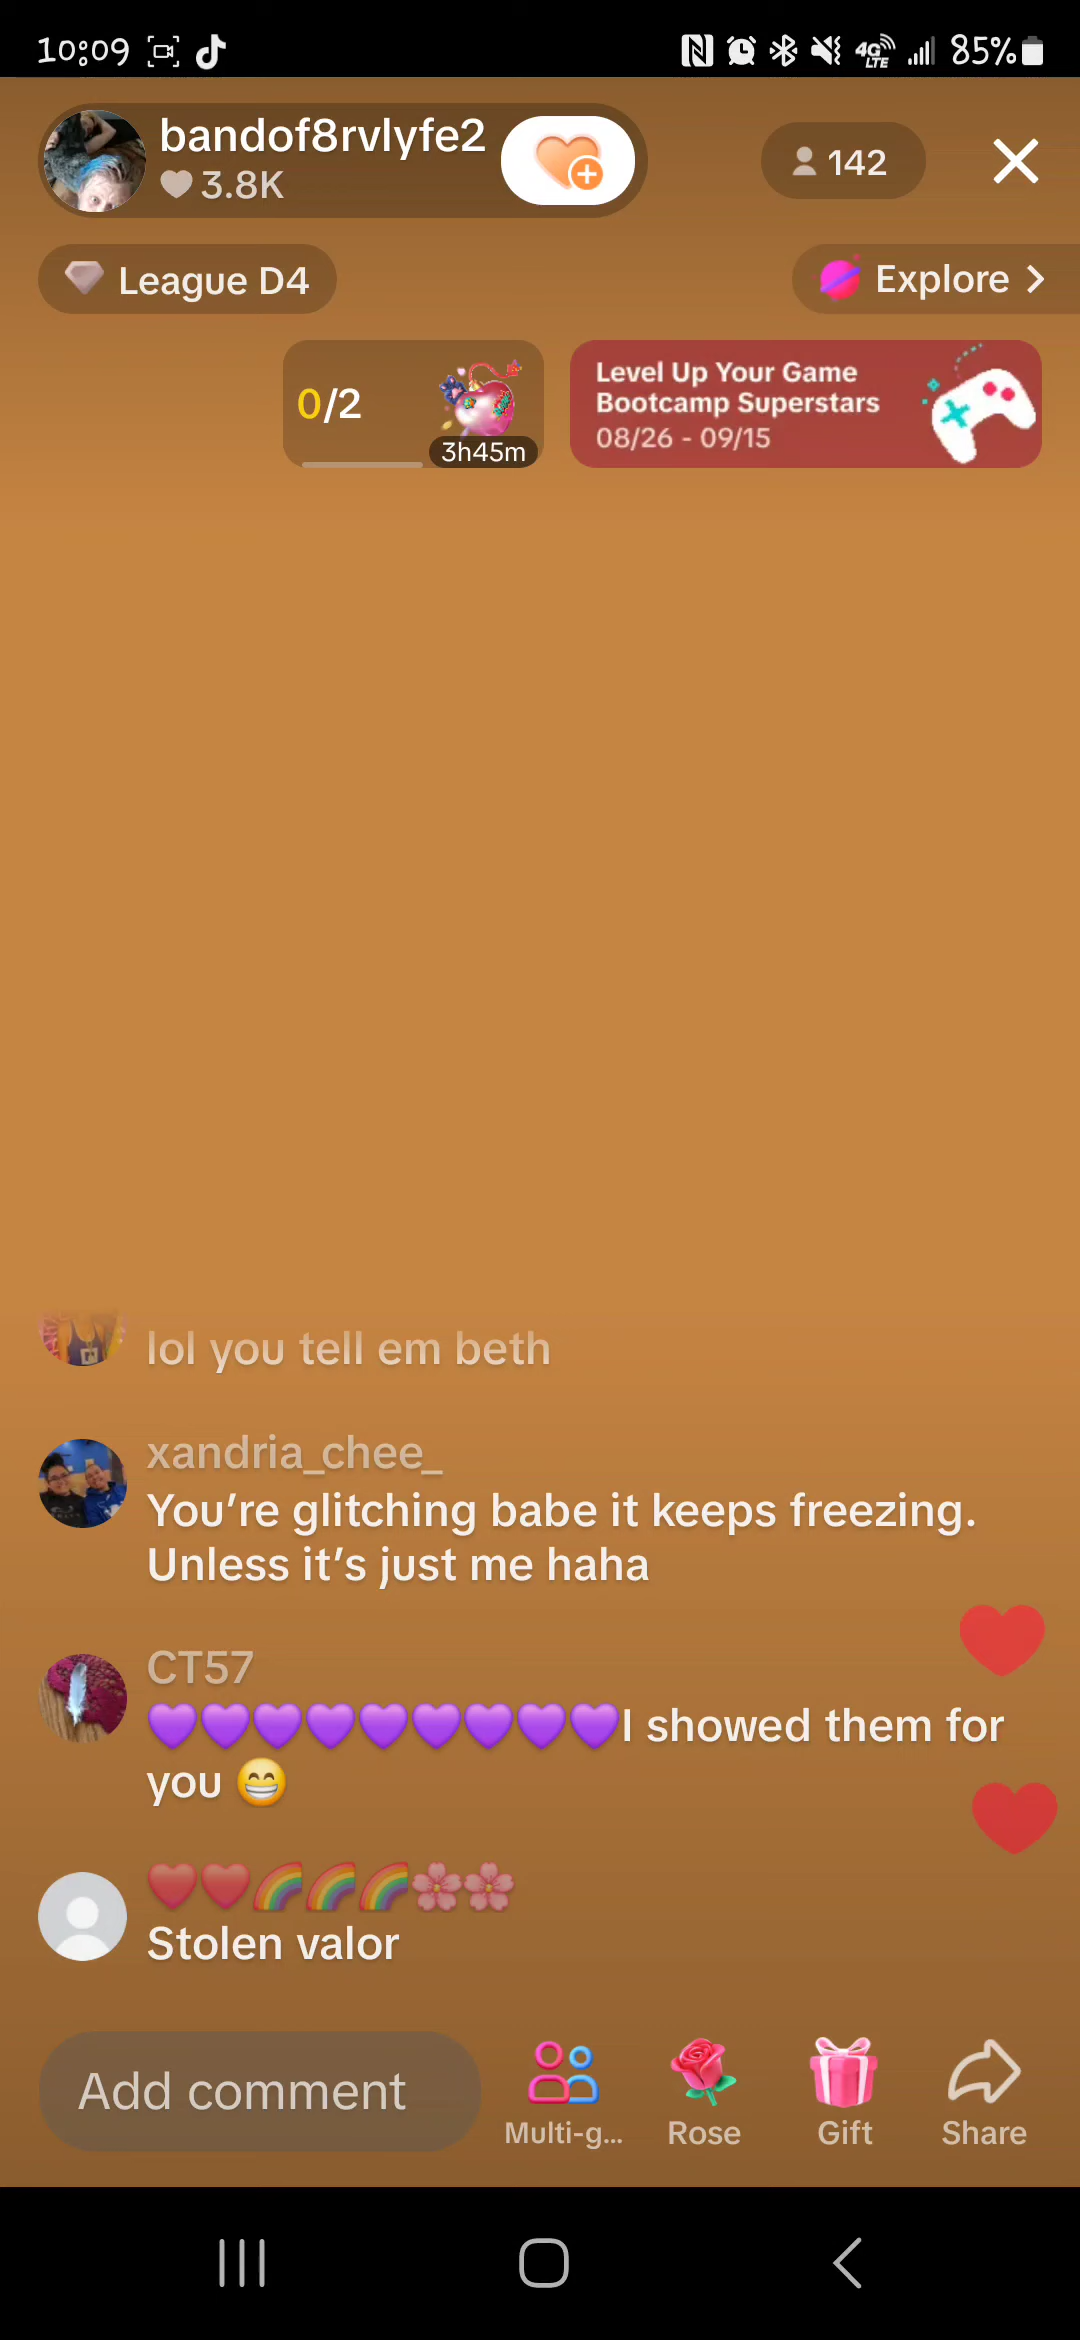 10:09
4G LTE 85%
bandof8rvlyfe2
3.8K
142
League D4
Explore
0/2
3h45m
Level Up Your Game
Bootcamp Superstars
08/26 - 09/15
lol you tell em beth
xandria_chee_
You’re glitching babe it keeps freezing.
Unless it’s just me haha
CT57
💜💜💜💜💜💜💜💜💜I showed them for
you 😁
❤️❤️🌈🌈🌈🌸🌸
Stolen valor
Add comment
Multi-g...
Rose
Gift
Share